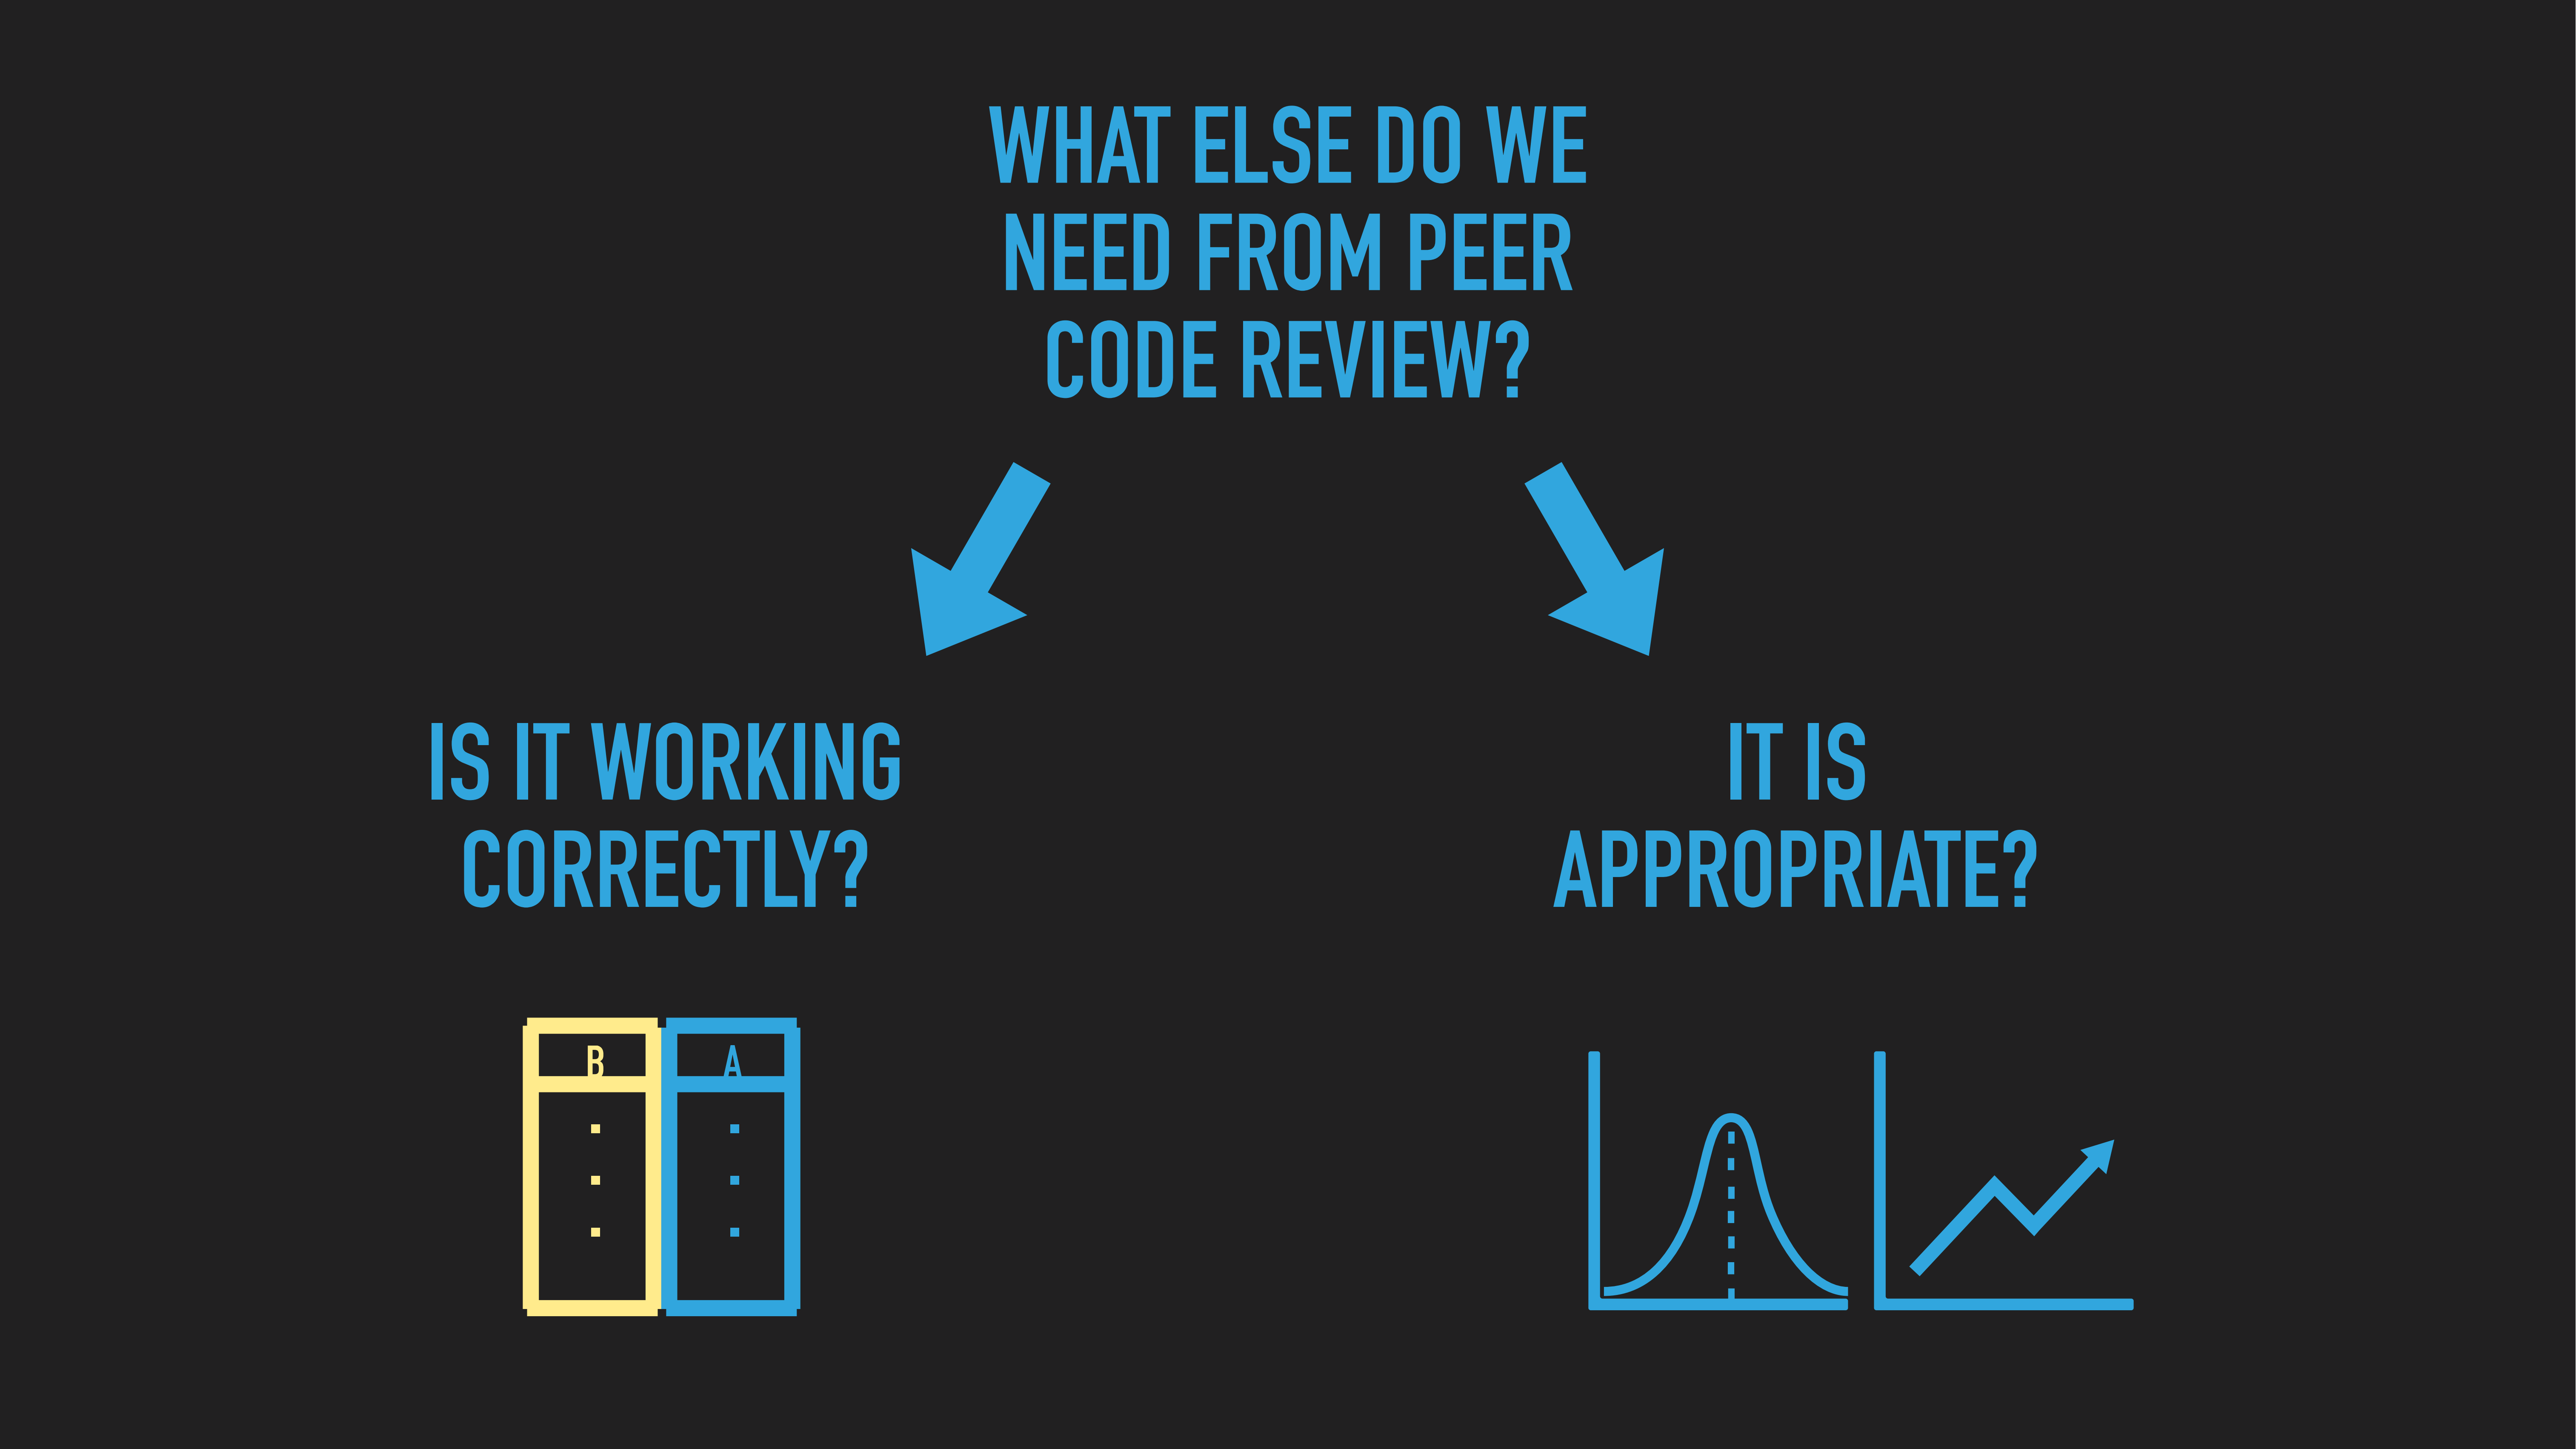 WHAT ELSE DO WE
NEED FROM PEER
CODE REVIEW?
IS IT WORKING
CORRECTLY?
IT IS
APPROPRIATE?
B
A